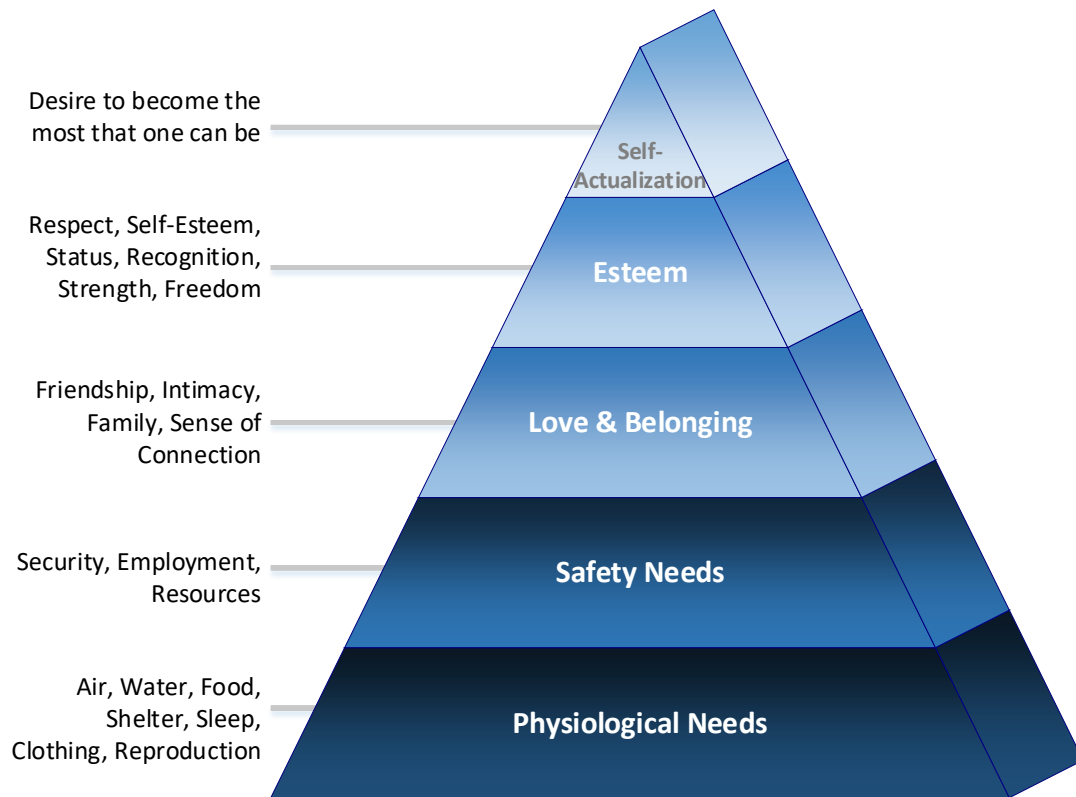 Desire to become the
most that one can be
Self-
Actualization
Respect, Self-Esteem,
Status, Recognition,
Strength, Freedom
Esteem
Friendship, Intimacy,
Family, Sense of
Connection
Love & Belonging
Security, Employment,
Resources
Safety Needs
Air, Water, Food,
Shelter, Sleep,
Clothing, Reproduction
Physiological Needs